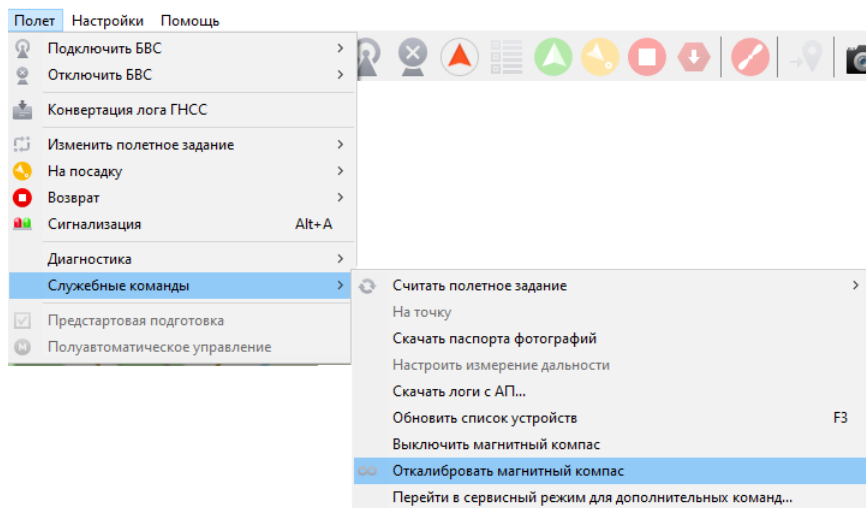 Полет Настройки Помощь
Подключить БВС
Отключить БВС
Конвертация лога ГНСС
Изменить полетное задание
На посадку
Возврат
Сигнализация Alt+A
Диагностика
Служебные команды
Предстартовая подготовка
Полуавтоматическое управление
Считать полетное задание
На точку
Скачать паспорта фотографий
Настроить измерение дальности
Скачать логи с АП...
Обновить список устройств F3
Выключить магнитный компас
Откалибровать магнитный компас
Перейти в сервисный режим для дополнительных команд...